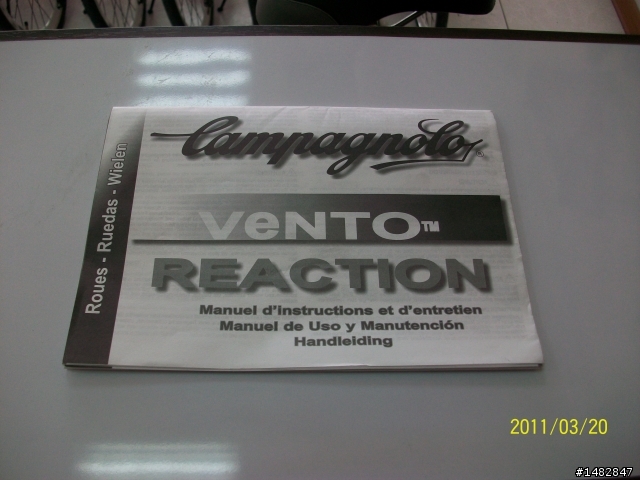 Roues - Ruedas - Wielen
Campagnolo®
VeNTO™
REACTION
Manuel d'instructions et d'entretien
Manuel de Uso y Manutención
Handleiding
2011/03/20
#1482847